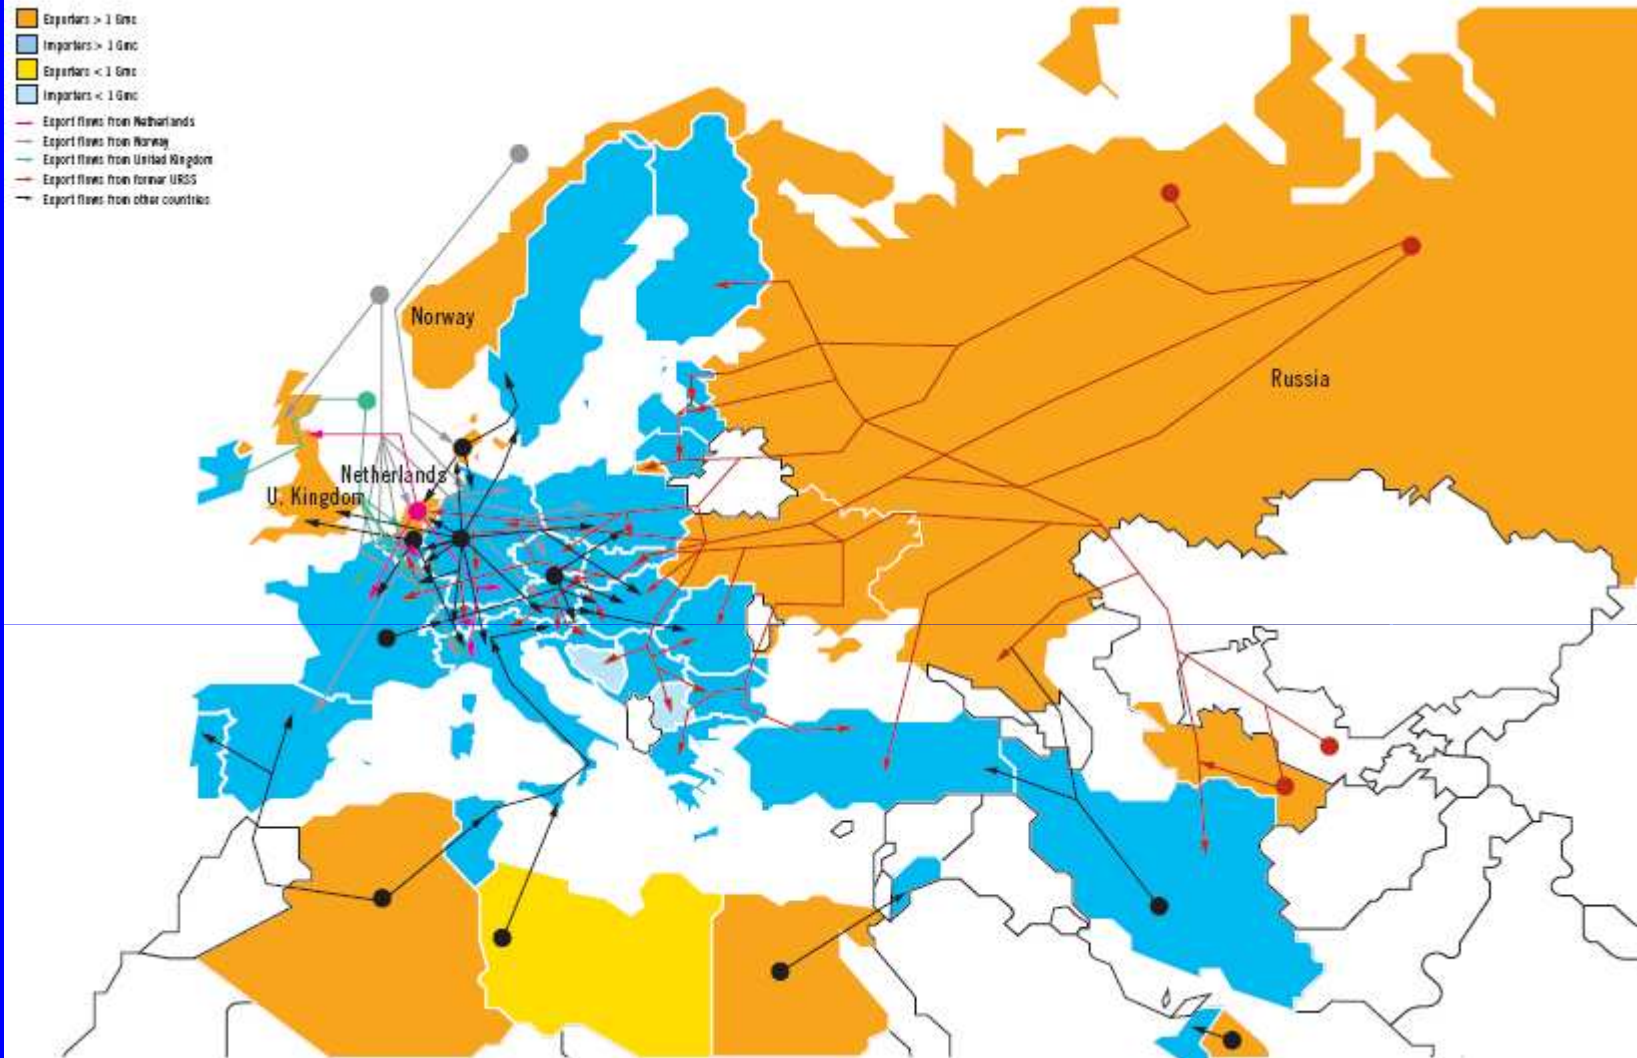 Exporters > 1 Gmc
Importers > 1 Gmc
Exporters < 1 Gmc
Importers < 1 Gmc
Export flows from Netherlands
Export flows from Norway
Export flows from United Kingdom
Export flows from former URSS
Export flows from other countries
Norway
Russia
Netherlands
U. Kingdom